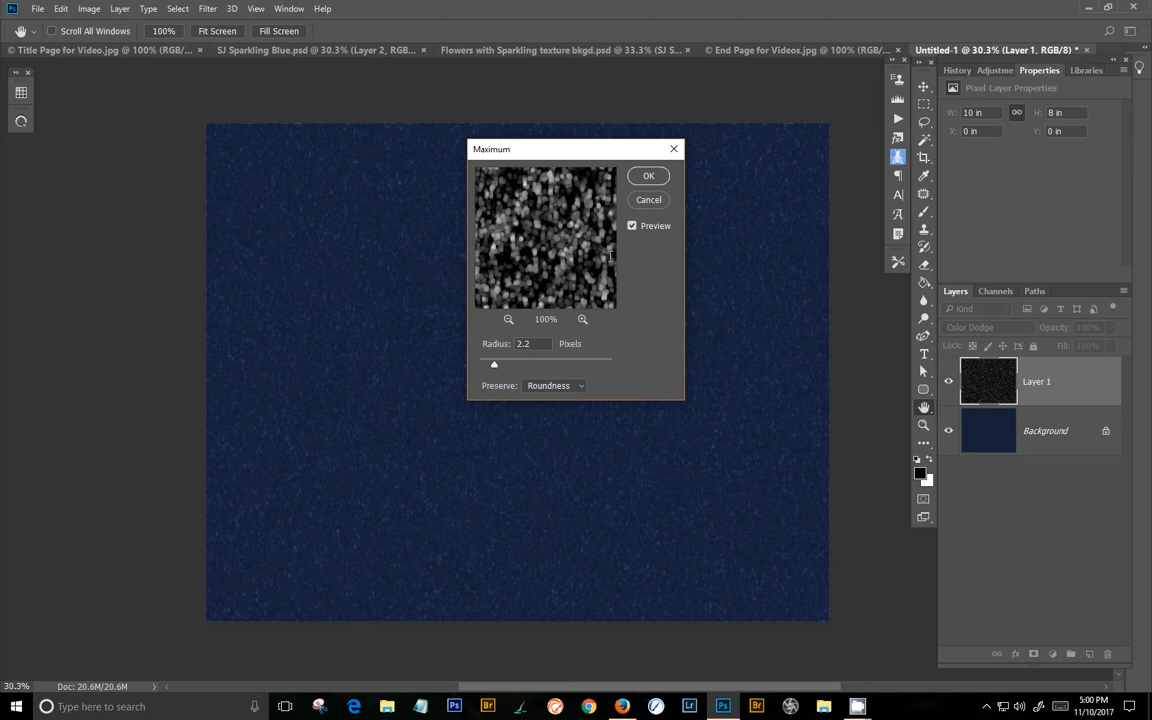 Ps File Edit Image Layer Type Select Filter 3D View Window Help
Scroll All Windows 100% Fit Screen Fill Screen
© Title Page for Video.jpg @ 100% (RGB/... × SJ Sparkling Blue.psd @ 30.3% (Layer 2, RGB... × Flowers with Sparkling texture bkgd.psd @ 33.3% (SJ S... × © End Page for Videos.jpg @ 100% (RGB/... × Untitled-1 @ 30.3% (Layer 1, RGB/8) * ×
History Adjustme Properties Libraries
Pixel Layer Properties
W: 10 in H: 8 in
X: 0 in Y: 0 in
Maximum
OK
Cancel
Preview
100%
Radius: 2.2 Pixels
Preserve: Roundness
Layers Channels Paths
Kind
Color Dodge Opacity: 100%
Lock: Fill: 100%
Layer 1
Background
30.3% Doc: 20.6M/20.6M
Type here to search
Ps Br Lr Ps Br
5:00 PM
11/10/2017